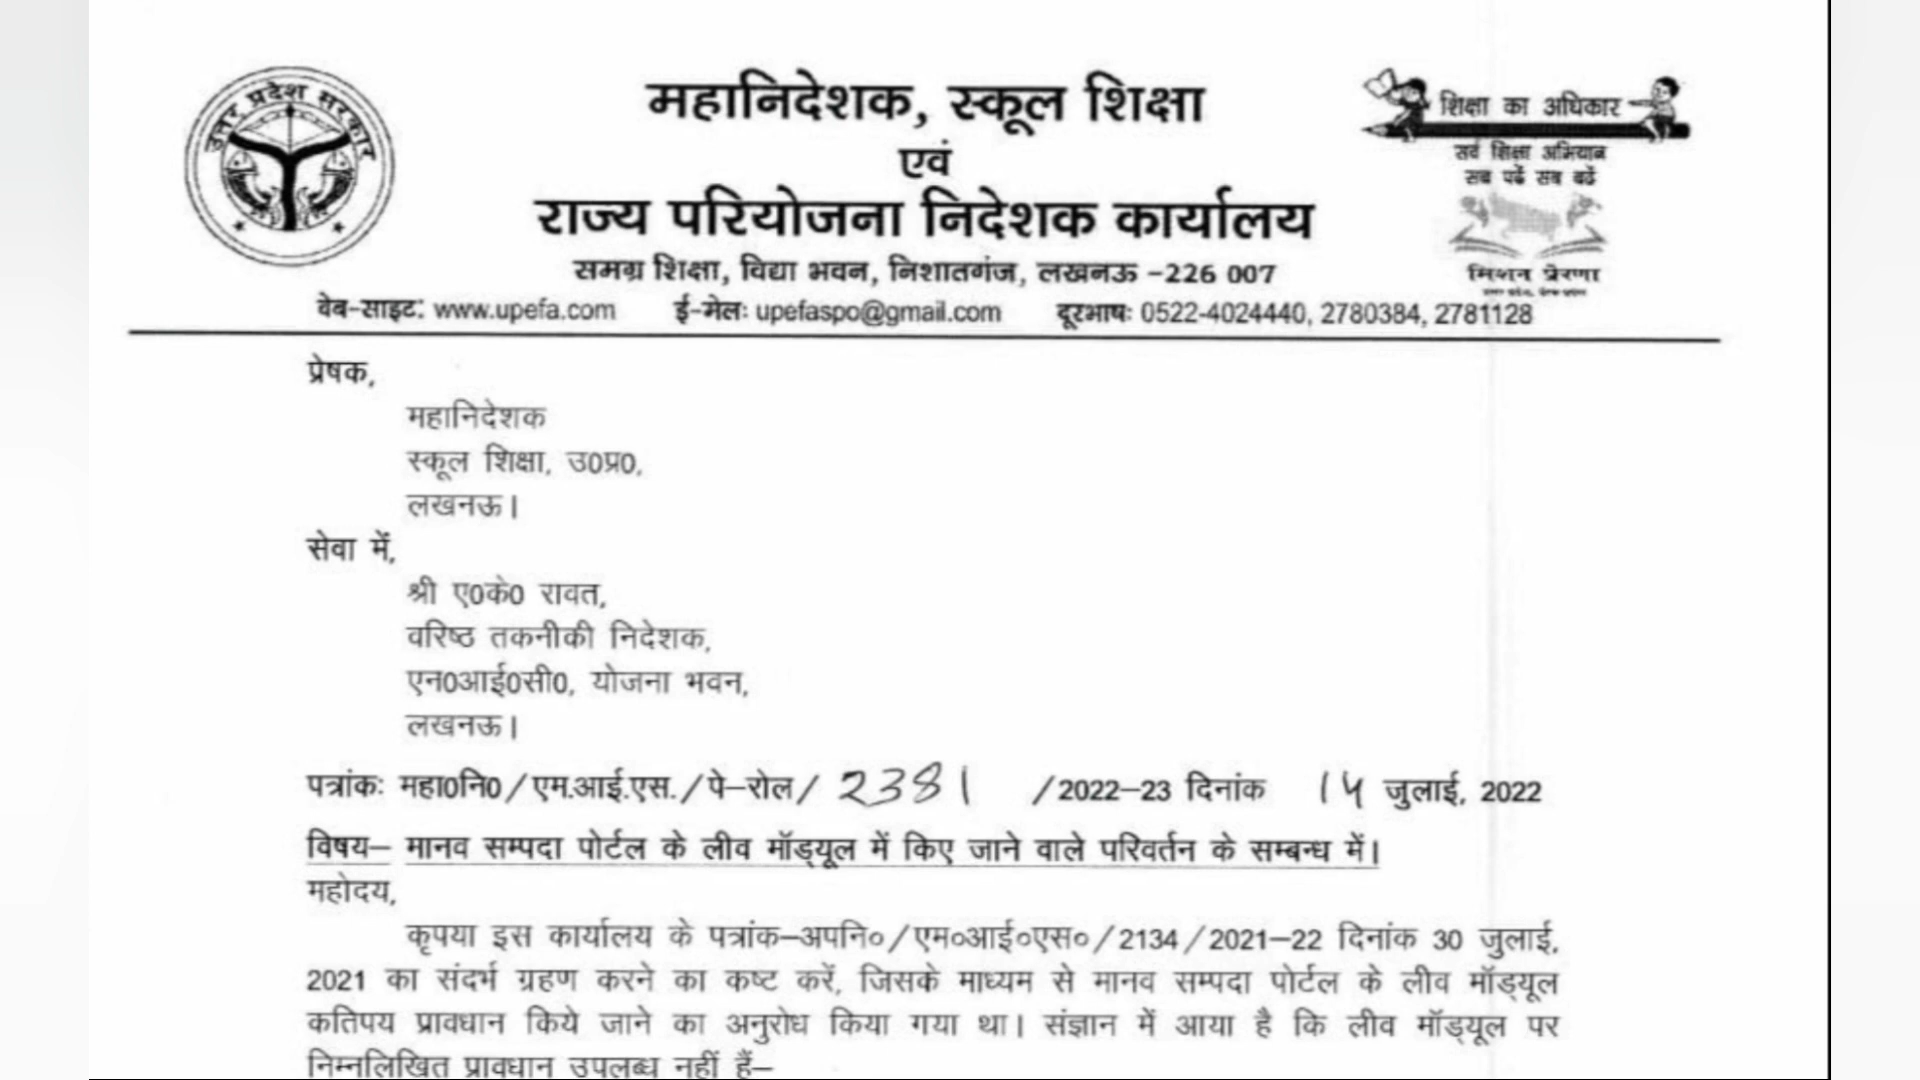 उत्तर प्रदेश सरकार
महानिदेशक, स्कूल शिक्षा
एवं
राज्य परियोजना निदेशक कार्यालय
समग्र शिक्षा, विद्या भवन, निशातगंज, लखनऊ -226 007
वेब-साइट: www.upefa.com ई-मेलः upefaspo@gmail.com दूरभाषः 0522-4024440, 2780384, 2781128
शिक्षा का अधिकार
सर्व शिक्षा अभियान
सब पढ़ें सब बढ़ें
मिशन प्रेरणा
प्रेषक,
महानिदेशक
स्कूल शिक्षा, उ0प्र0,
लखनऊ।
सेवा में,
श्री ए0के0 रावत,
वरिष्ठ तकनीकी निदेशक,
एन0आई0सी0, योजना भवन,
लखनऊ।
पत्रांकः महा0नि0/एम.आई.एस./पे–रोल/ 2381 /2022–23 दिनांक 14 जुलाई, 2022
विषय– मानव सम्पदा पोर्टल के लीव मॉड्यूल में किए जाने वाले परिवर्तन के सम्बन्ध में।
महोदय,
कृपया इस कार्यालय के पत्रांक–अपनि०/एम०आई०एस०/2134/2021–22 दिनांक 30 जुलाई,
2021 का संदर्भ ग्रहण करने का कष्ट करें, जिसके माध्यम से मानव सम्पदा पोर्टल के लीव मॉड्यूल
कतिपय प्रावधान किये जाने का अनुरोध किया गया था। संज्ञान में आया है कि लीव मॉड्यूल पर
निम्नलिखित प्रावधान उपलब्ध नहीं हैं–